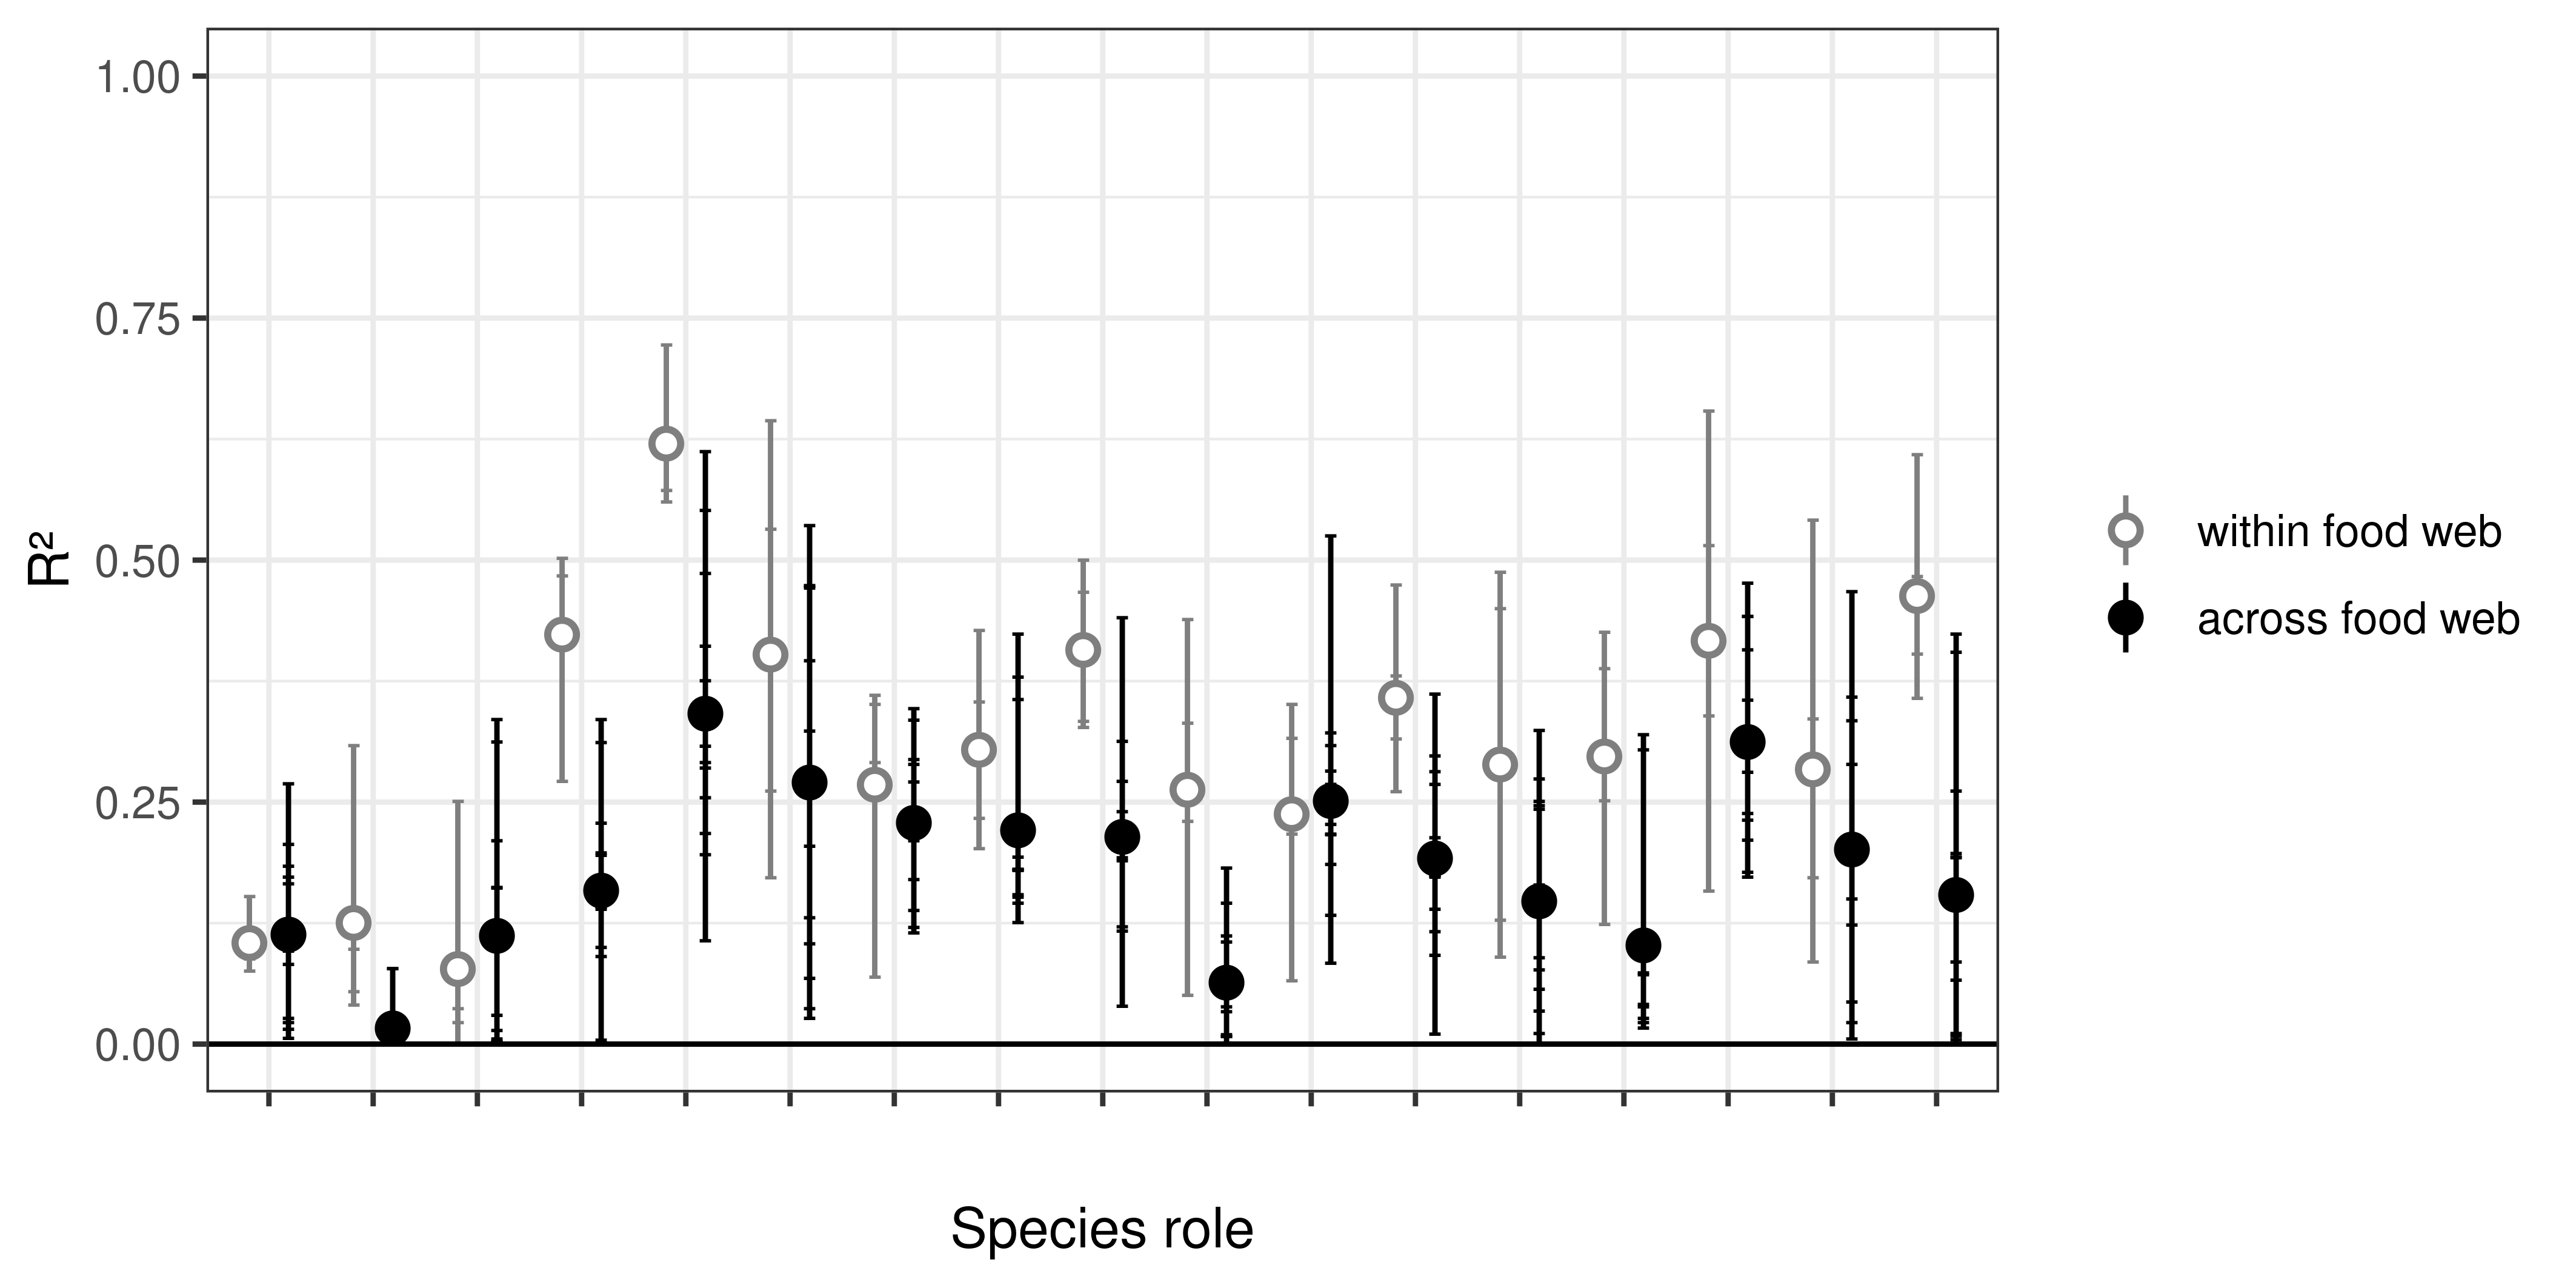 1.00
0.75
0.50
0.25
0.00
R²
Species role
within food web
across food web